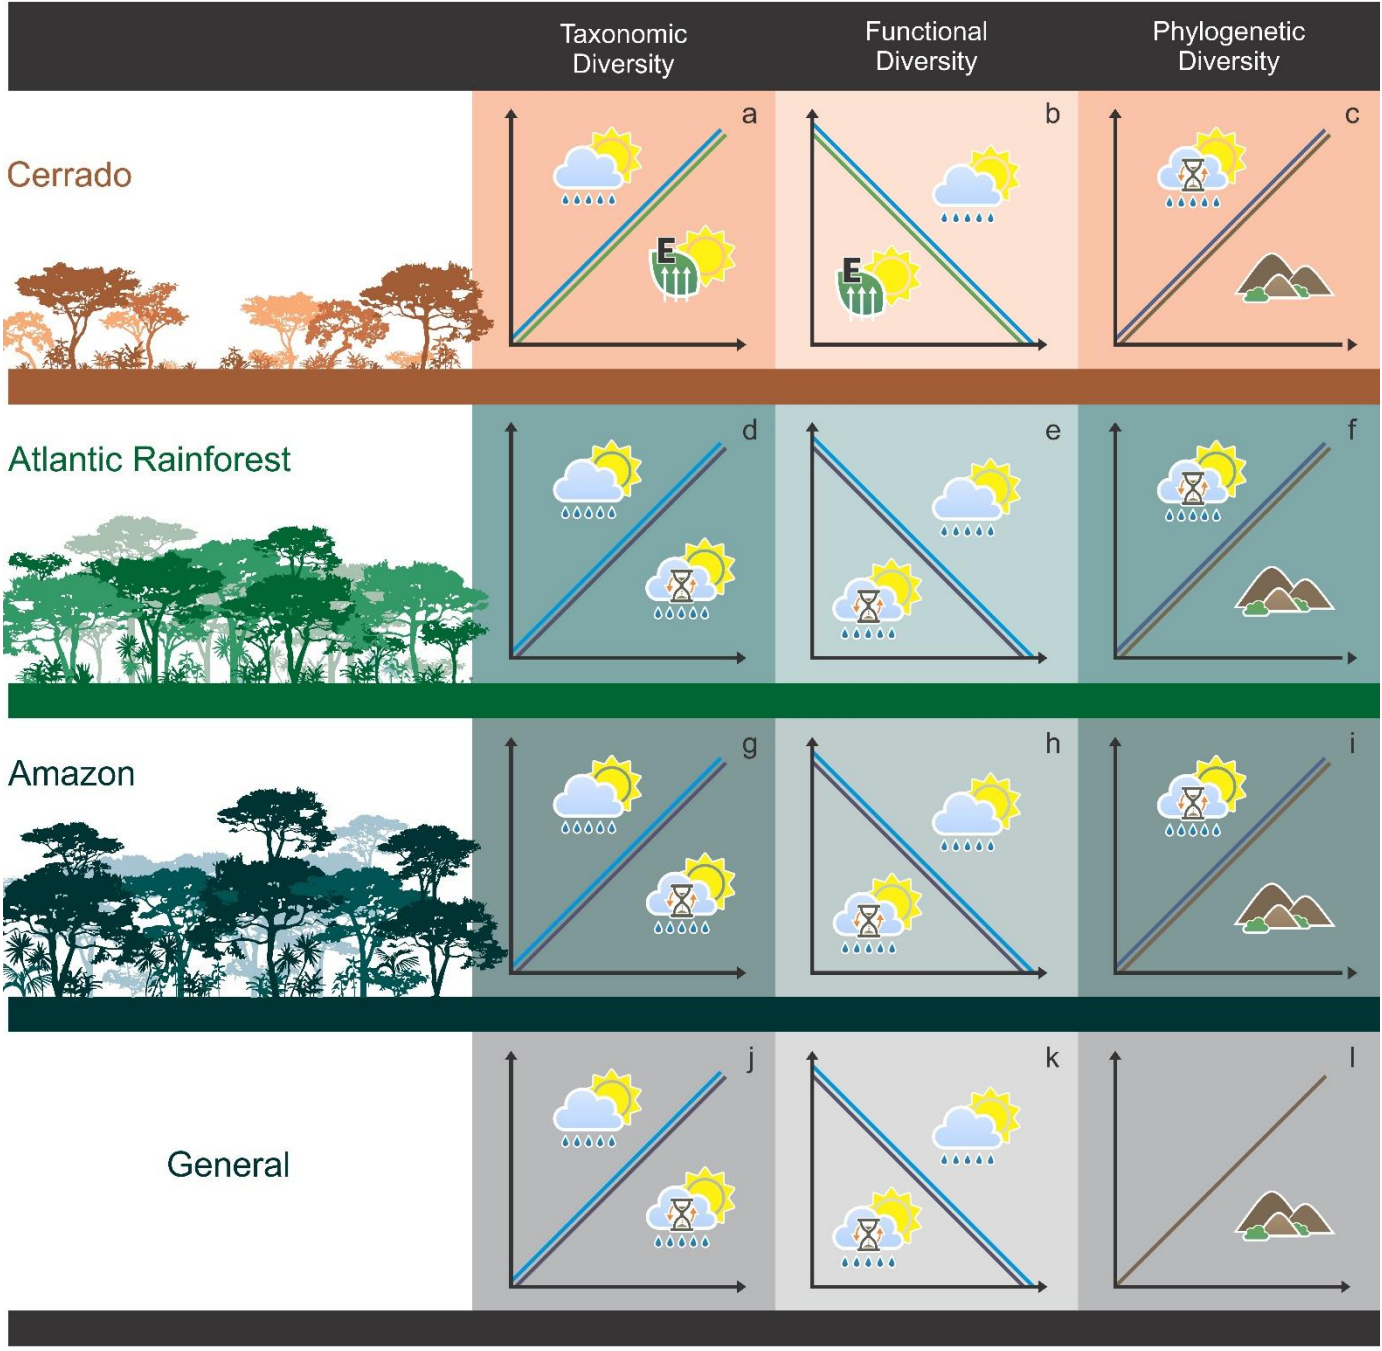 Taxonomic
Diversity
Functional
Diversity
Phylogenetic
Diversity
Cerrado
a
b
c
E
E
Atlantic Rainforest
d
e
f
Amazon
g
h
i
General
j
k
l